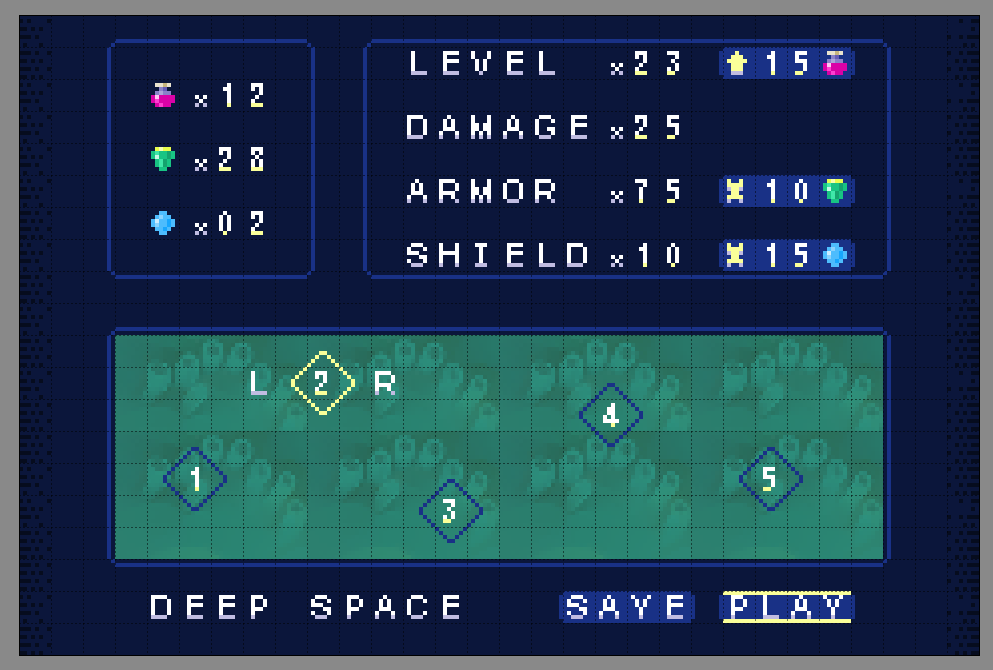 x12
x28
x02
LEVEL x23 15
DAMAGE x25
ARMOR x75 10
SHIELD x10 15
L 2 R
4
1
5
3
DEEP SPACE SAVE PLAY